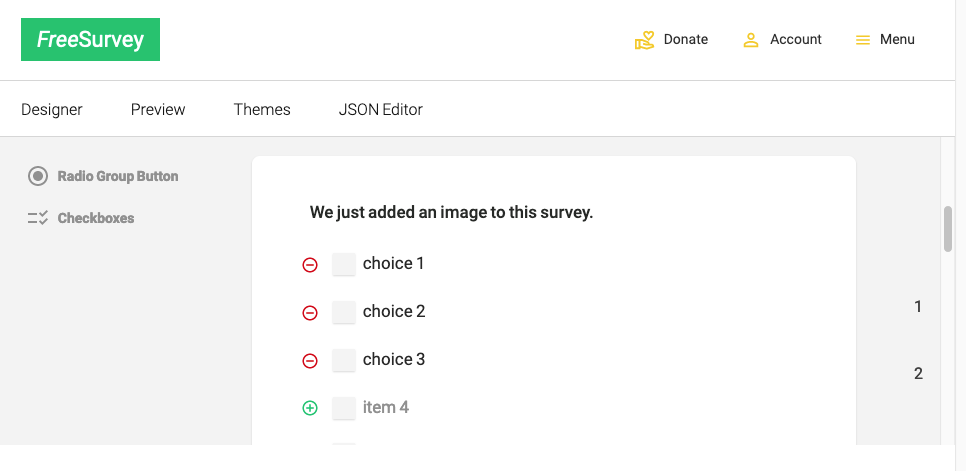 FreeSurvey
Donate
Account
Menu
Designer
Preview
Themes
JSON Editor
Radio Group Button
Checkboxes
We just added an image to this survey.
choice 1
choice 2
choice 3
item 4
1
2